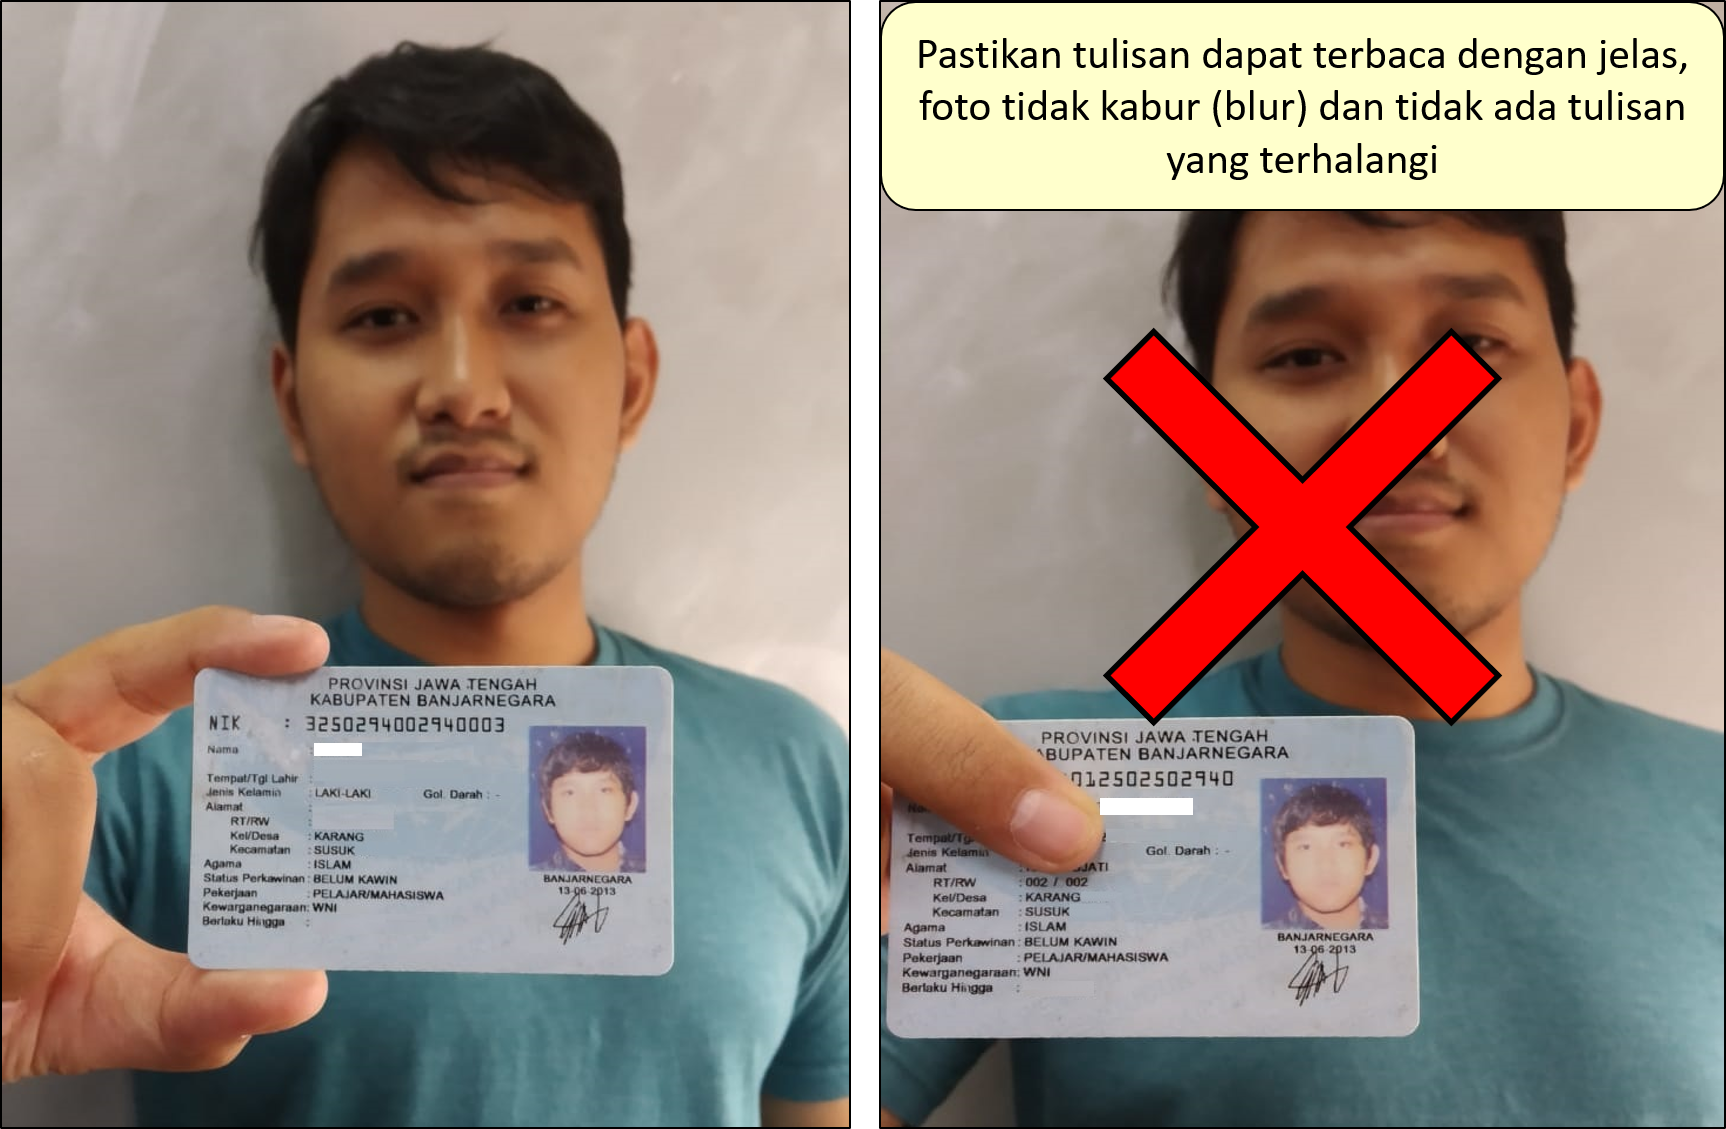 PROVINSI JAWA TENGAH
KABUPATEN BANJARNEGARA
NIK : 3250294002940003
Nama
Tempat/Tgl Lahir :
Jenis Kelamin : LAKI-LAKI Gol. Darah : -
Alamat
RT/RW
Kel/Desa : KARANG
Kecamatan : SUSUK
Agama : ISLAM
Status Perkawinan : BELUM KAWIN
Pekerjaan : PELAJAR/MAHASISWA
Kewarganegaraan: WNI
Berlaku Hingga :
BANJARNEGARA
13-06-2013
Pastikan tulisan dapat terbaca dengan jelas,
foto tidak kabur (blur) dan tidak ada tulisan
yang terhalangi
PROVINSI JAWA TENGAH
ABUPATEN BANJARNEGARA
012502502940
Jenis Kelamin Gol. Darah : -
Alamat
RT/RW : 002 / 002
Kel/Desa : KARANG
Kecamatan : SUSUK
Agama : ISLAM
Status Perkawinan : BELUM KAWIN
Pekerjaan : PELAJAR/MAHASISWA
Kewarganegaraan: WNI
Berlaku Hingga :
BANJARNEGARA
13-06-2013